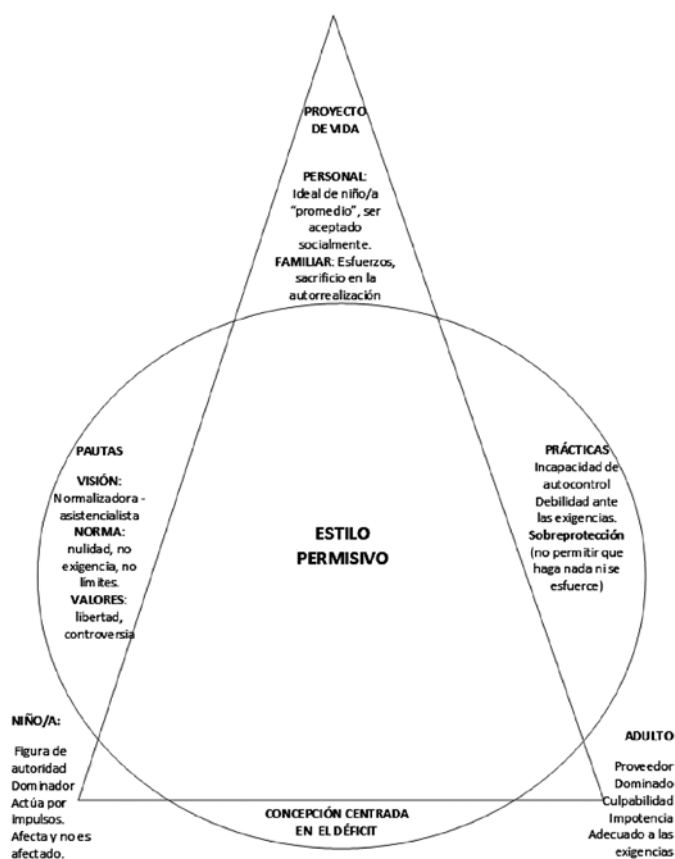 PROYECTO
DE VIDA
PERSONAL:
Ideal de niño/a
"promedio", ser
aceptado
socialmente.
FAMILIAR: Esfuerzos,
sacrificio en la
autorrealización
PAUTAS
VISIÓN:
Normalizadora -
asistencialista
NORMA:
nulidad, no
exigencia, no
límites.
VALORES:
libertad,
controversia
ESTILO
PERMISIVO
PRÁCTICAS
Incapacidad de
autocontrol
Debilidad ante
las exigencias.
Sobreprotección
(no permitir que
haga nada ni se
esfuerce)
NIÑO/A:
Figura de
autoridad
Dominador
Actúa por
impulsos.
Afecta y no es
afectado.
CONCEPCIÓN CENTRADA
EN EL DÉFICIT
ADULTO
Proveedor
Dominado
Culpabilidad
Impotencia
Adecuado a las
exigencias